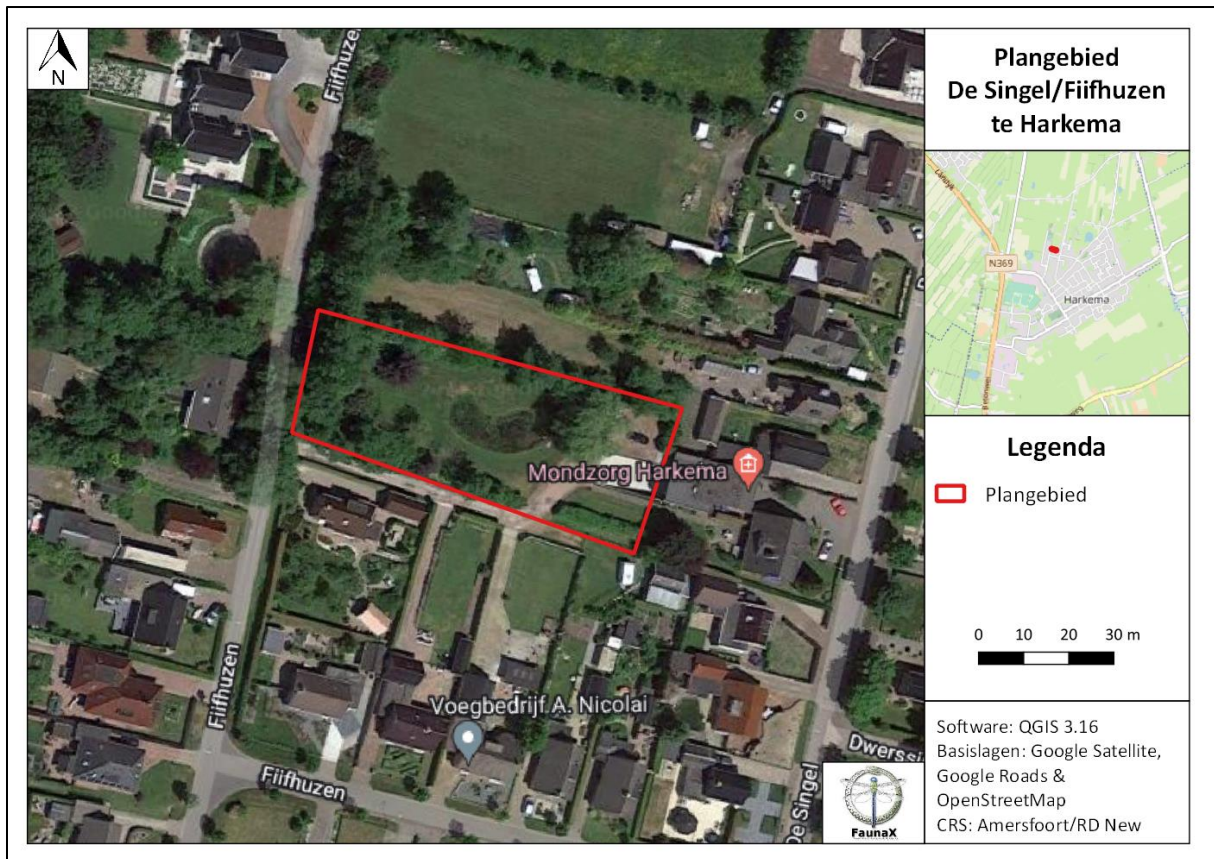 N
Fiifhuzen
Mondzorg Harkema
Fiifhuzen
Voegbedrijf A. Nicolai
Fiifhuzen
De Singel
FaunaX
Plangebied
De Singel/Fiifhuzen
te Harkema
N369
Harkema
Legenda
Plangebied
0 10 20 30 m
Software: QGIS 3.16
Basislagen: Google Satellite,
Google Roads &
OpenStreetMap
CRS: Amersfoort/RD New